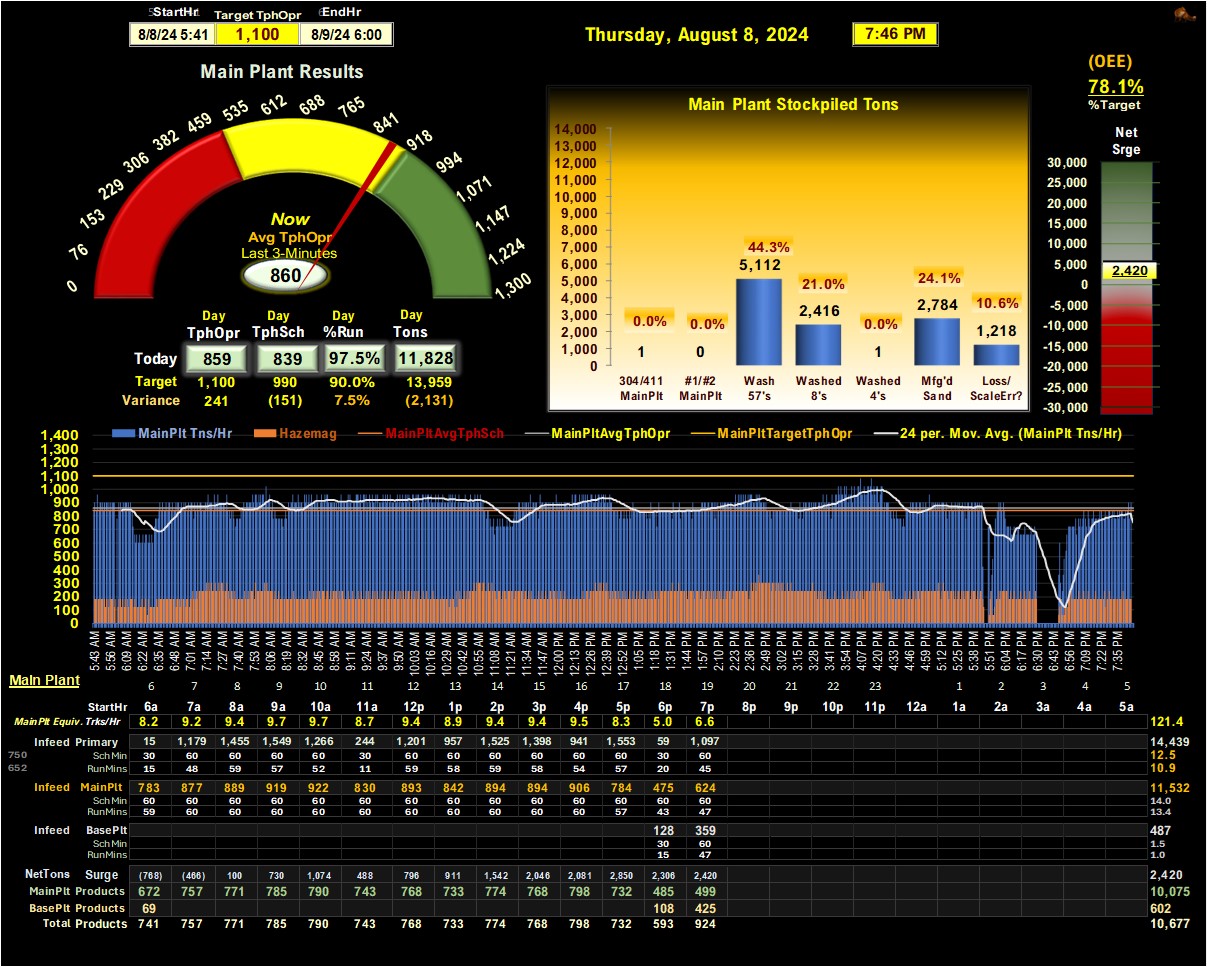 StartHr Target TphOpr EndHr
8/8/24 5:41 1,100 8/9/24 6:00
Thursday, August 8, 2024 7:46 PM
(OEE)
78.1%
%Target
Main Plant Results
0 76 153 229 306 382 459 535 612 688 765 841 918 994 1,071 1,147 1,224 1,300
Now
Avg TphOpr
Last 3-Minutes
860
Day Day Day Day
TphOpr TphSch %Run Tons
Today 859 839 97.5% 11,828
Target 1,100 990 90.0% 13,959
Variance 241 (151) 7.5% (2,131)
Main Plant Stockpiled Tons
14,000
13,000
12,000
11,000
10,000
9,000
8,000
7,000
6,000
5,000
4,000
3,000
2,000
1,000
0
0.0% 0.0% 44.3% 21.0% 0.0% 24.1% 10.6%
1 0 5,112 2,416 1 2,784 1,218
304/411 #1/#2 Wash Washed Washed Mfg'd Loss/
MainPlt MainPlt 57's 8's 4's Sand ScaleErr?
Net
Srge
30,000
25,000
20,000
15,000
10,000
5,000
2,420
0
-5,000
-10,000
-15,000
-20,000
-25,000
-30,000
MainPlt Tns/Hr Hazemag MainPltAvgTphSch MainPltAvgTphOpr MainPltTargetTphOpr 24 per. Mov. Avg. (MainPlt Tns/Hr)
1,400
1,300
1,200
1,100
1,000
900
800
700
600
500
400
300
200
100
0
5:43 AM 5:56 AM 6:09 AM 6:22 AM 6:35 AM 6:48 AM 7:01 AM 7:14 AM 7:27 AM 7:40 AM 7:53 AM 8:06 AM 8:19 AM 8:32 AM 8:45 AM 8:58 AM 9:11 AM 9:24 AM 9:37 AM 9:50 AM 10:03 AM 10:16 AM 10:29 AM 10:42 AM 10:55 AM 11:08 AM 11:21 AM 11:34 AM 11:47 AM 12:00 PM 12:13 PM 12:26 PM 12:39 PM 12:52 PM 1:05 PM 1:18 PM 1:31 PM 1:44 PM 1:57 PM 2:10 PM 2:23 PM 2:36 PM 2:49 PM 3:02 PM 3:15 PM 3:28 PM 3:41 PM 3:54 PM 4:07 PM 4:20 PM 4:33 PM 4:46 PM 4:59 PM 5:12 PM 5:25 PM 5:38 PM 5:51 PM 6:04 PM 6:17 PM 6:30 PM 6:43 PM 6:56 PM 7:09 PM 7:22 PM 7:35 PM
Main Plant 6 7 8 9 10 11 12 13 14 15 16 17 18 19 20 21 22 23 1 2 3 4 5
StartHr 6a 7a 8a 9a 10a 11a 12p 1p 2p 3p 4p 5p 6p 7p 8p 9p 10p 11p 12a 1a 2a 3a 4a 5a
MainPlt Equiv. Trks/Hr 8.2 9.2 9.4 9.7 9.7 8.7 9.4 8.9 9.4 9.4 9.5 8.3 5.0 6.6 121.4
Infeed Primary 15 1,179 1,455 1,549 1,266 244 1,201 957 1,525 1,398 941 1,553 59 1,097 14,439
750 SchMin 30 60 60 60 60 30 60 60 60 60 60 60 30 60 12.5
652 RunMins 15 48 59 57 52 11 59 58 59 58 54 57 20 45 10.9
Infeed MainPlt 783 877 889 919 922 830 893 842 894 894 906 784 475 624 11,532
SchMin 60 60 60 60 60 60 60 60 60 60 60 60 60 60 14.0
RunMins 59 60 60 60 60 60 60 60 60 60 60 57 43 47 13.4
Infeed BasePlt 128 359 487
SchMin 30 60 1.5
RunMins 15 47 1.0
NetTons Surge (768) (466) 100 730 1,074 488 796 911 1,542 2,046 2,081 2,850 2,306 2,420 2,420
MainPlt Products 672 757 771 785 790 743 768 733 774 768 798 732 485 499 10,075
BasePlt Products 69 108 425 602
Total Products 741 757 771 785 790 743 768 733 774 768 798 732 593 924 10,677